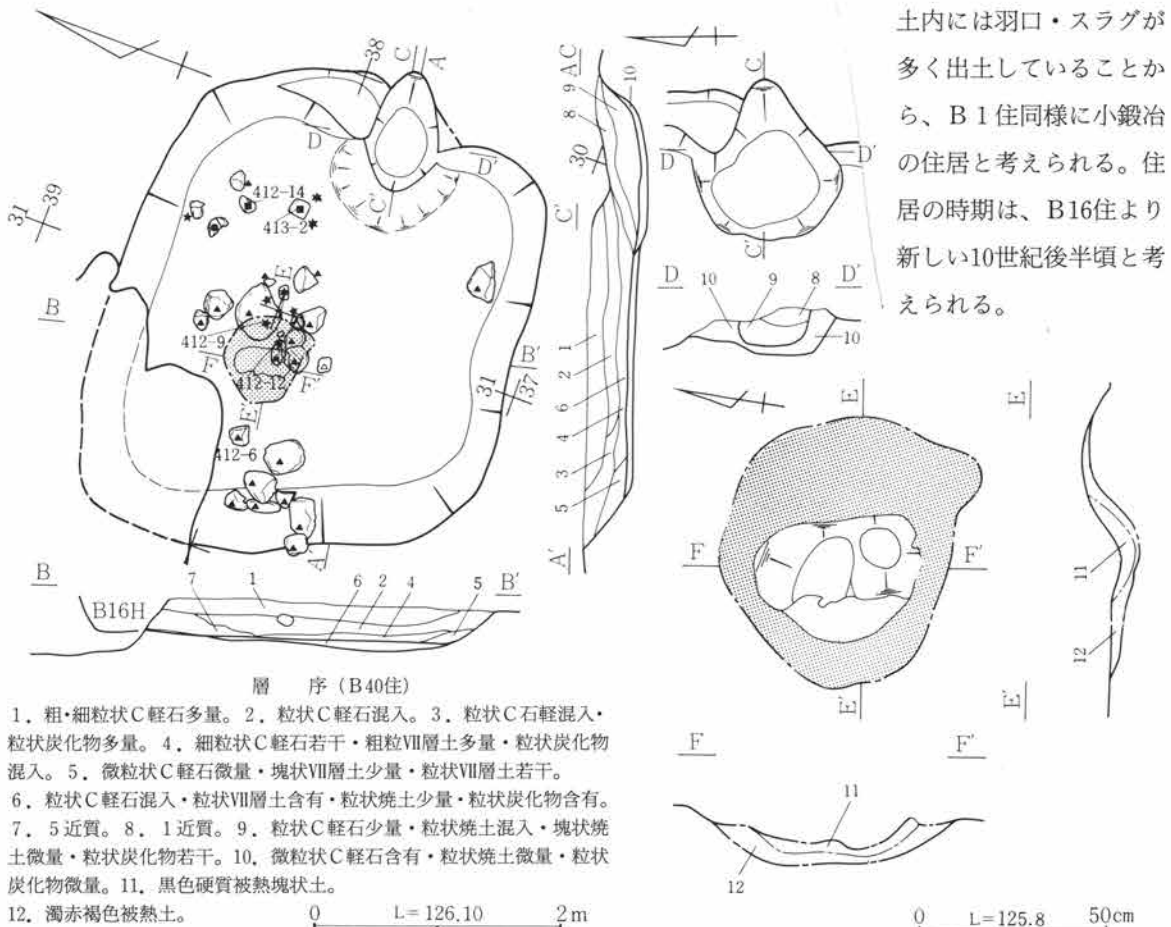 土内には羽口・スラグが
多く出土していることか
ら、B1住同様に小鍛冶
の住居と考えられる。住
居の時期は、B16住より
新しい10世紀後半頃と考
えられる。
38
C
A
D
D'
C'
31
39
412-14
413-2
E
B
412-9
F
412-12
F'
E'
B'
31
37
412-6
A'
A C
10
9
8
30
C'
1
2
6
4
3
5
A'
C
D
D'
C'
D
10
9
8
D'
10
E
F
F'
E'
E
11
12
E'
B
7
1
6
2
4
5
B'
B16H
F
F'
11
12
層 序(B40住)
1. 粗・細粒状C軽石多量。2. 粒状C軽石混入。3. 粒状C石軽混入・
粒状炭化物多量。4. 細粒状C軽石若干・粗粒Ⅶ層土多量・粒状炭化物
混入。5. 微粒状C軽石微量・塊状Ⅶ層土少量・粒状Ⅶ層土若干。
6. 粒状C軽石混入・粒状Ⅶ層土含有・粒状焼土少量・粒状炭化物含有。
7. 5近質。8. 1近質。9. 粒状C軽石少量・粒状焼土混入・塊状焼
土微量・粒状炭化物若干。10. 微粒状C軽石含有・粒状焼土微量・粒状
炭化物微量。11. 黒色硬質被熱塊状土。
12. 濁赤褐色被熱土。
0 L=126.10 2m
0 L=125.8 50cm